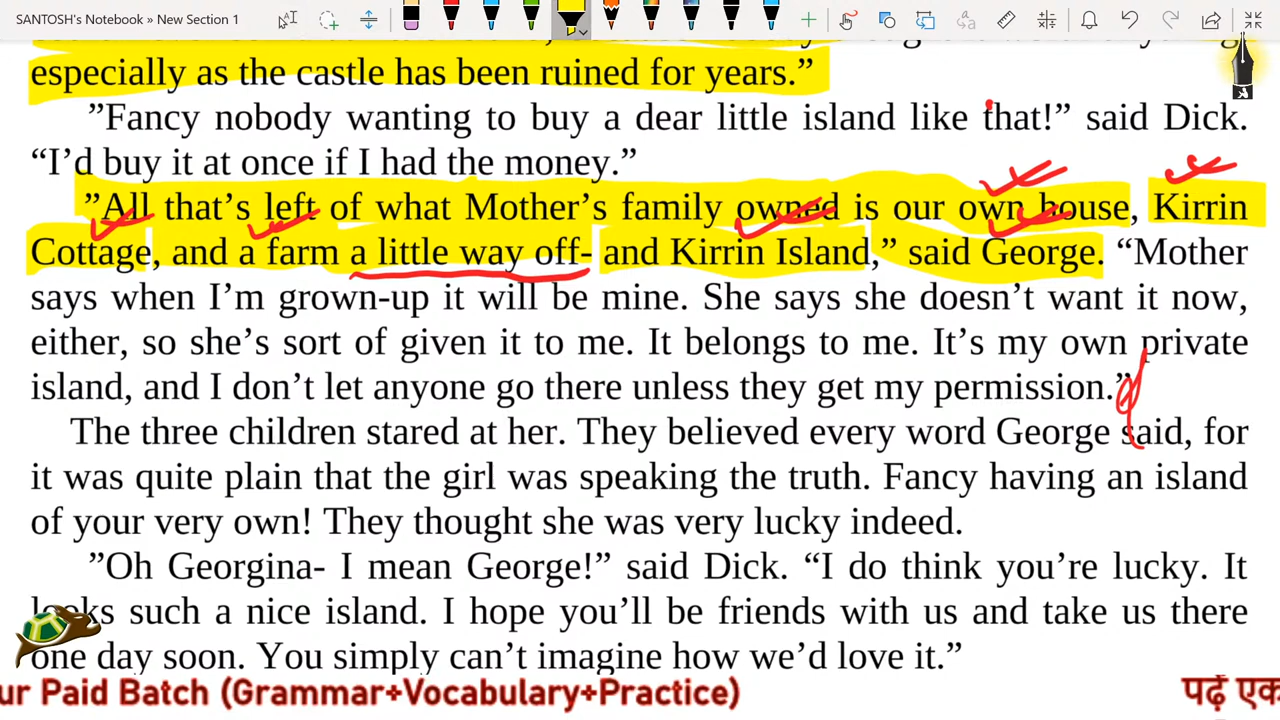 SANTOSH's Notebook » New Section 1
especially as the castle has been ruined for years.”
”Fancy nobody wanting to buy a dear little island like that!” said Dick.
“I’d buy it at once if I had the money.”
”All that’s left of what Mother’s family owned is our own house, Kirrin
Cottage, and a farm a little way off- and Kirrin Island,” said George. “Mother
says when I’m grown-up it will be mine. She says she doesn’t want it now,
either, so she’s sort of given it to me. It belongs to me. It’s my own private
island, and I don’t let anyone go there unless they get my permission.”
The three children stared at her. They believed every word George said, for
it was quite plain that the girl was speaking the truth. Fancy having an island
of your very own! They thought she was very lucky indeed.
”Oh Georgina- I mean George!” said Dick. “I do think you’re lucky. It
looks such a nice island. I hope you’ll be friends with us and take us there
one day soon. You simply can’t imagine how we’d love it.”
ur Paid Batch (Grammar+Vocabulary+Practice) पढ़ें एक